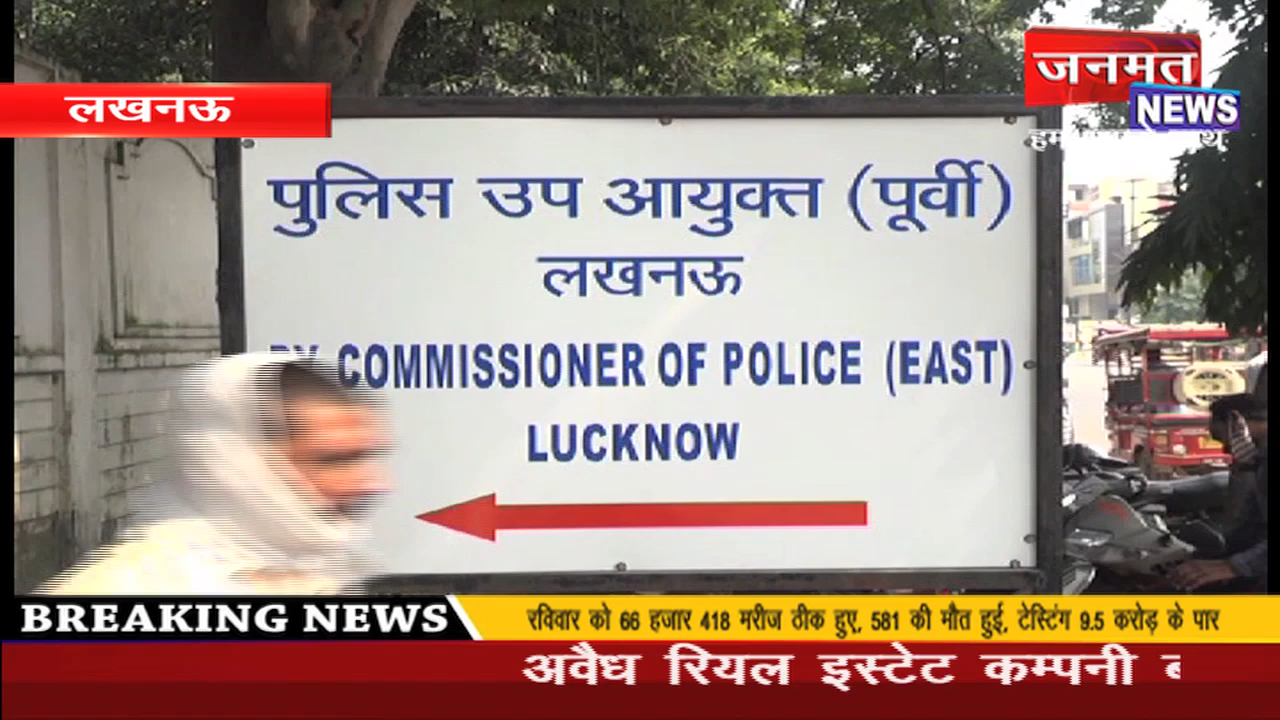 जनमत
NEWS
लखनऊ
पुलिस उप आयुक्त (पूर्वी)
लखनऊ
COMMISSIONER OF POLICE (EAST)
LUCKNOW
BREAKING NEWS
रविवार को 66 हजार 418 मरीज ठीक हुए, 581 की मौत हुई, टेस्टिंग 9.5 करोड़ के पार
अवैध रियल इस्टेट कम्पनी